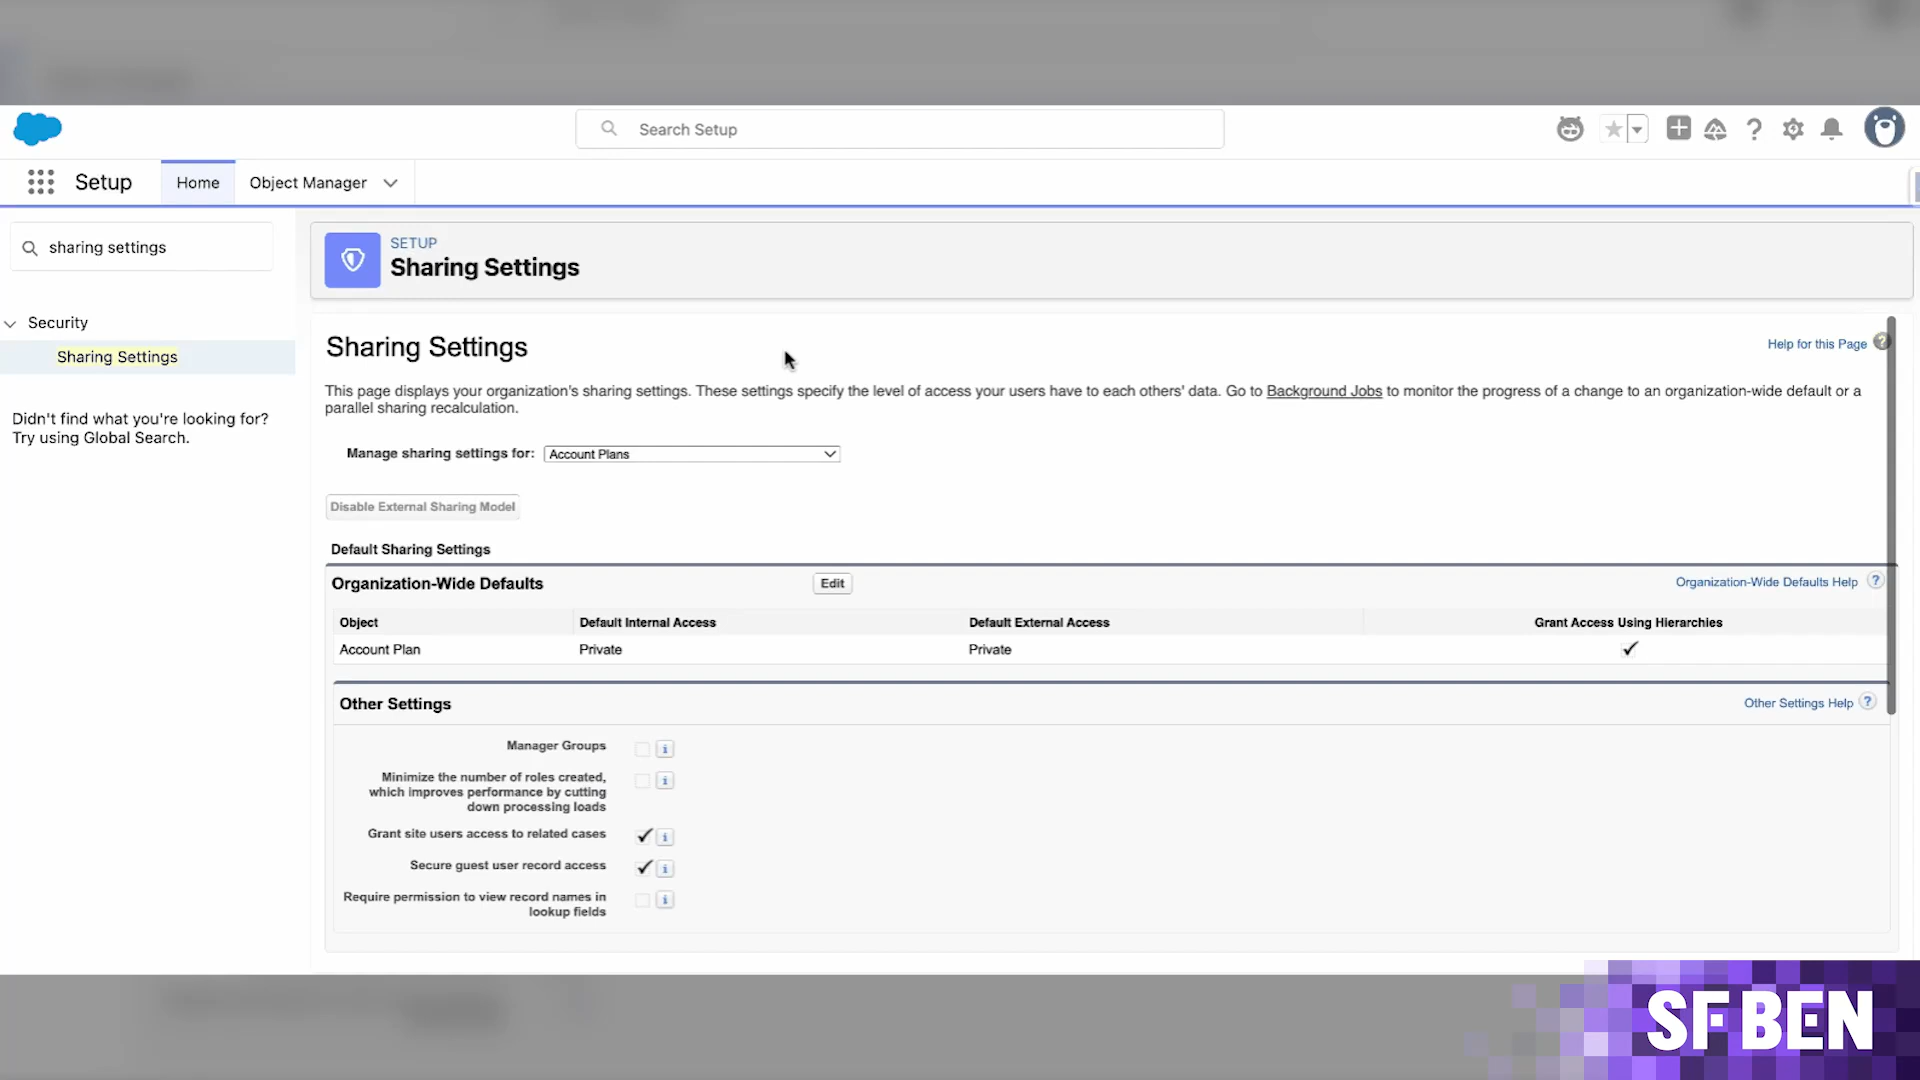 Search Setup
Setup
Home
Object Manager
sharing settings
Security
Sharing Settings
Didn't find what you're looking for?
Try using Global Search.
SETUP
Sharing Settings
Sharing Settings
Help for this Page
This page displays your organization's sharing settings. These settings specify the level of access your users have to each others' data. Go to Background Jobs to monitor the progress of a change to an organization-wide default or a
parallel sharing recalculation.
Manage sharing settings for: Account Plans
Disable External Sharing Model
Default Sharing Settings
Organization-Wide Defaults
Edit
Organization-Wide Defaults Help
Object
Default Internal Access
Default External Access
Grant Access Using Hierarchies
Account Plan
Private
Private
Other Settings
Other Settings Help
Manager Groups
Minimize the number of roles created,
which improves performance by cutting
down processing loads
Grant site users access to related cases
Secure guest user record access
Require permission to view record names in
lookup fields
SF BEN